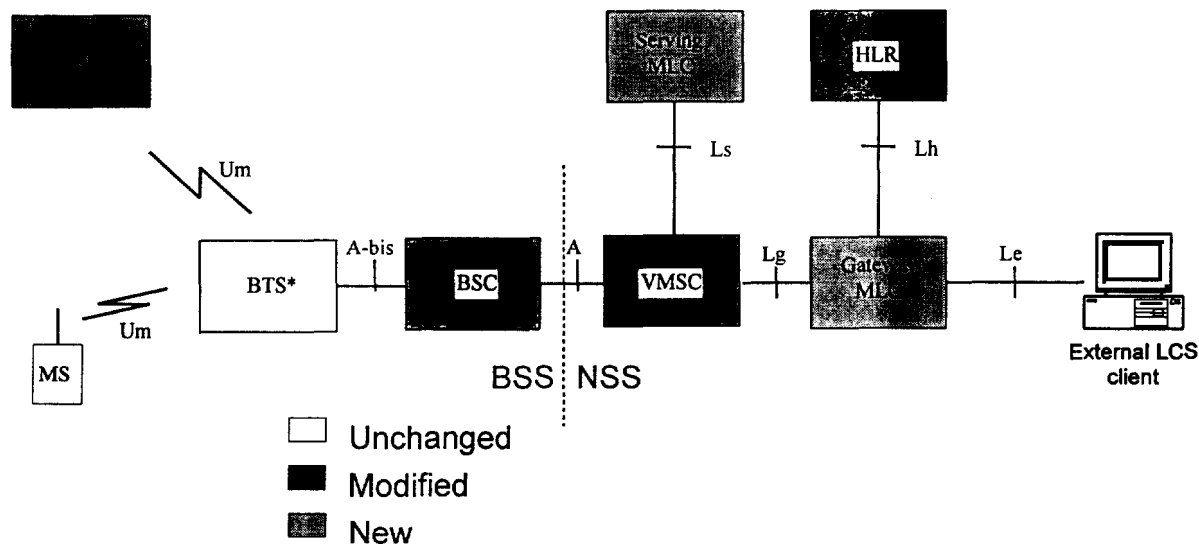 Serving
MLC
HLR
Um
Ls
Lh
BTS*
A-bis
BSC
A
VMSC
Lg
Le
Um
MS
BSS
NSS
External LCS
client
Unchanged
Modified
New